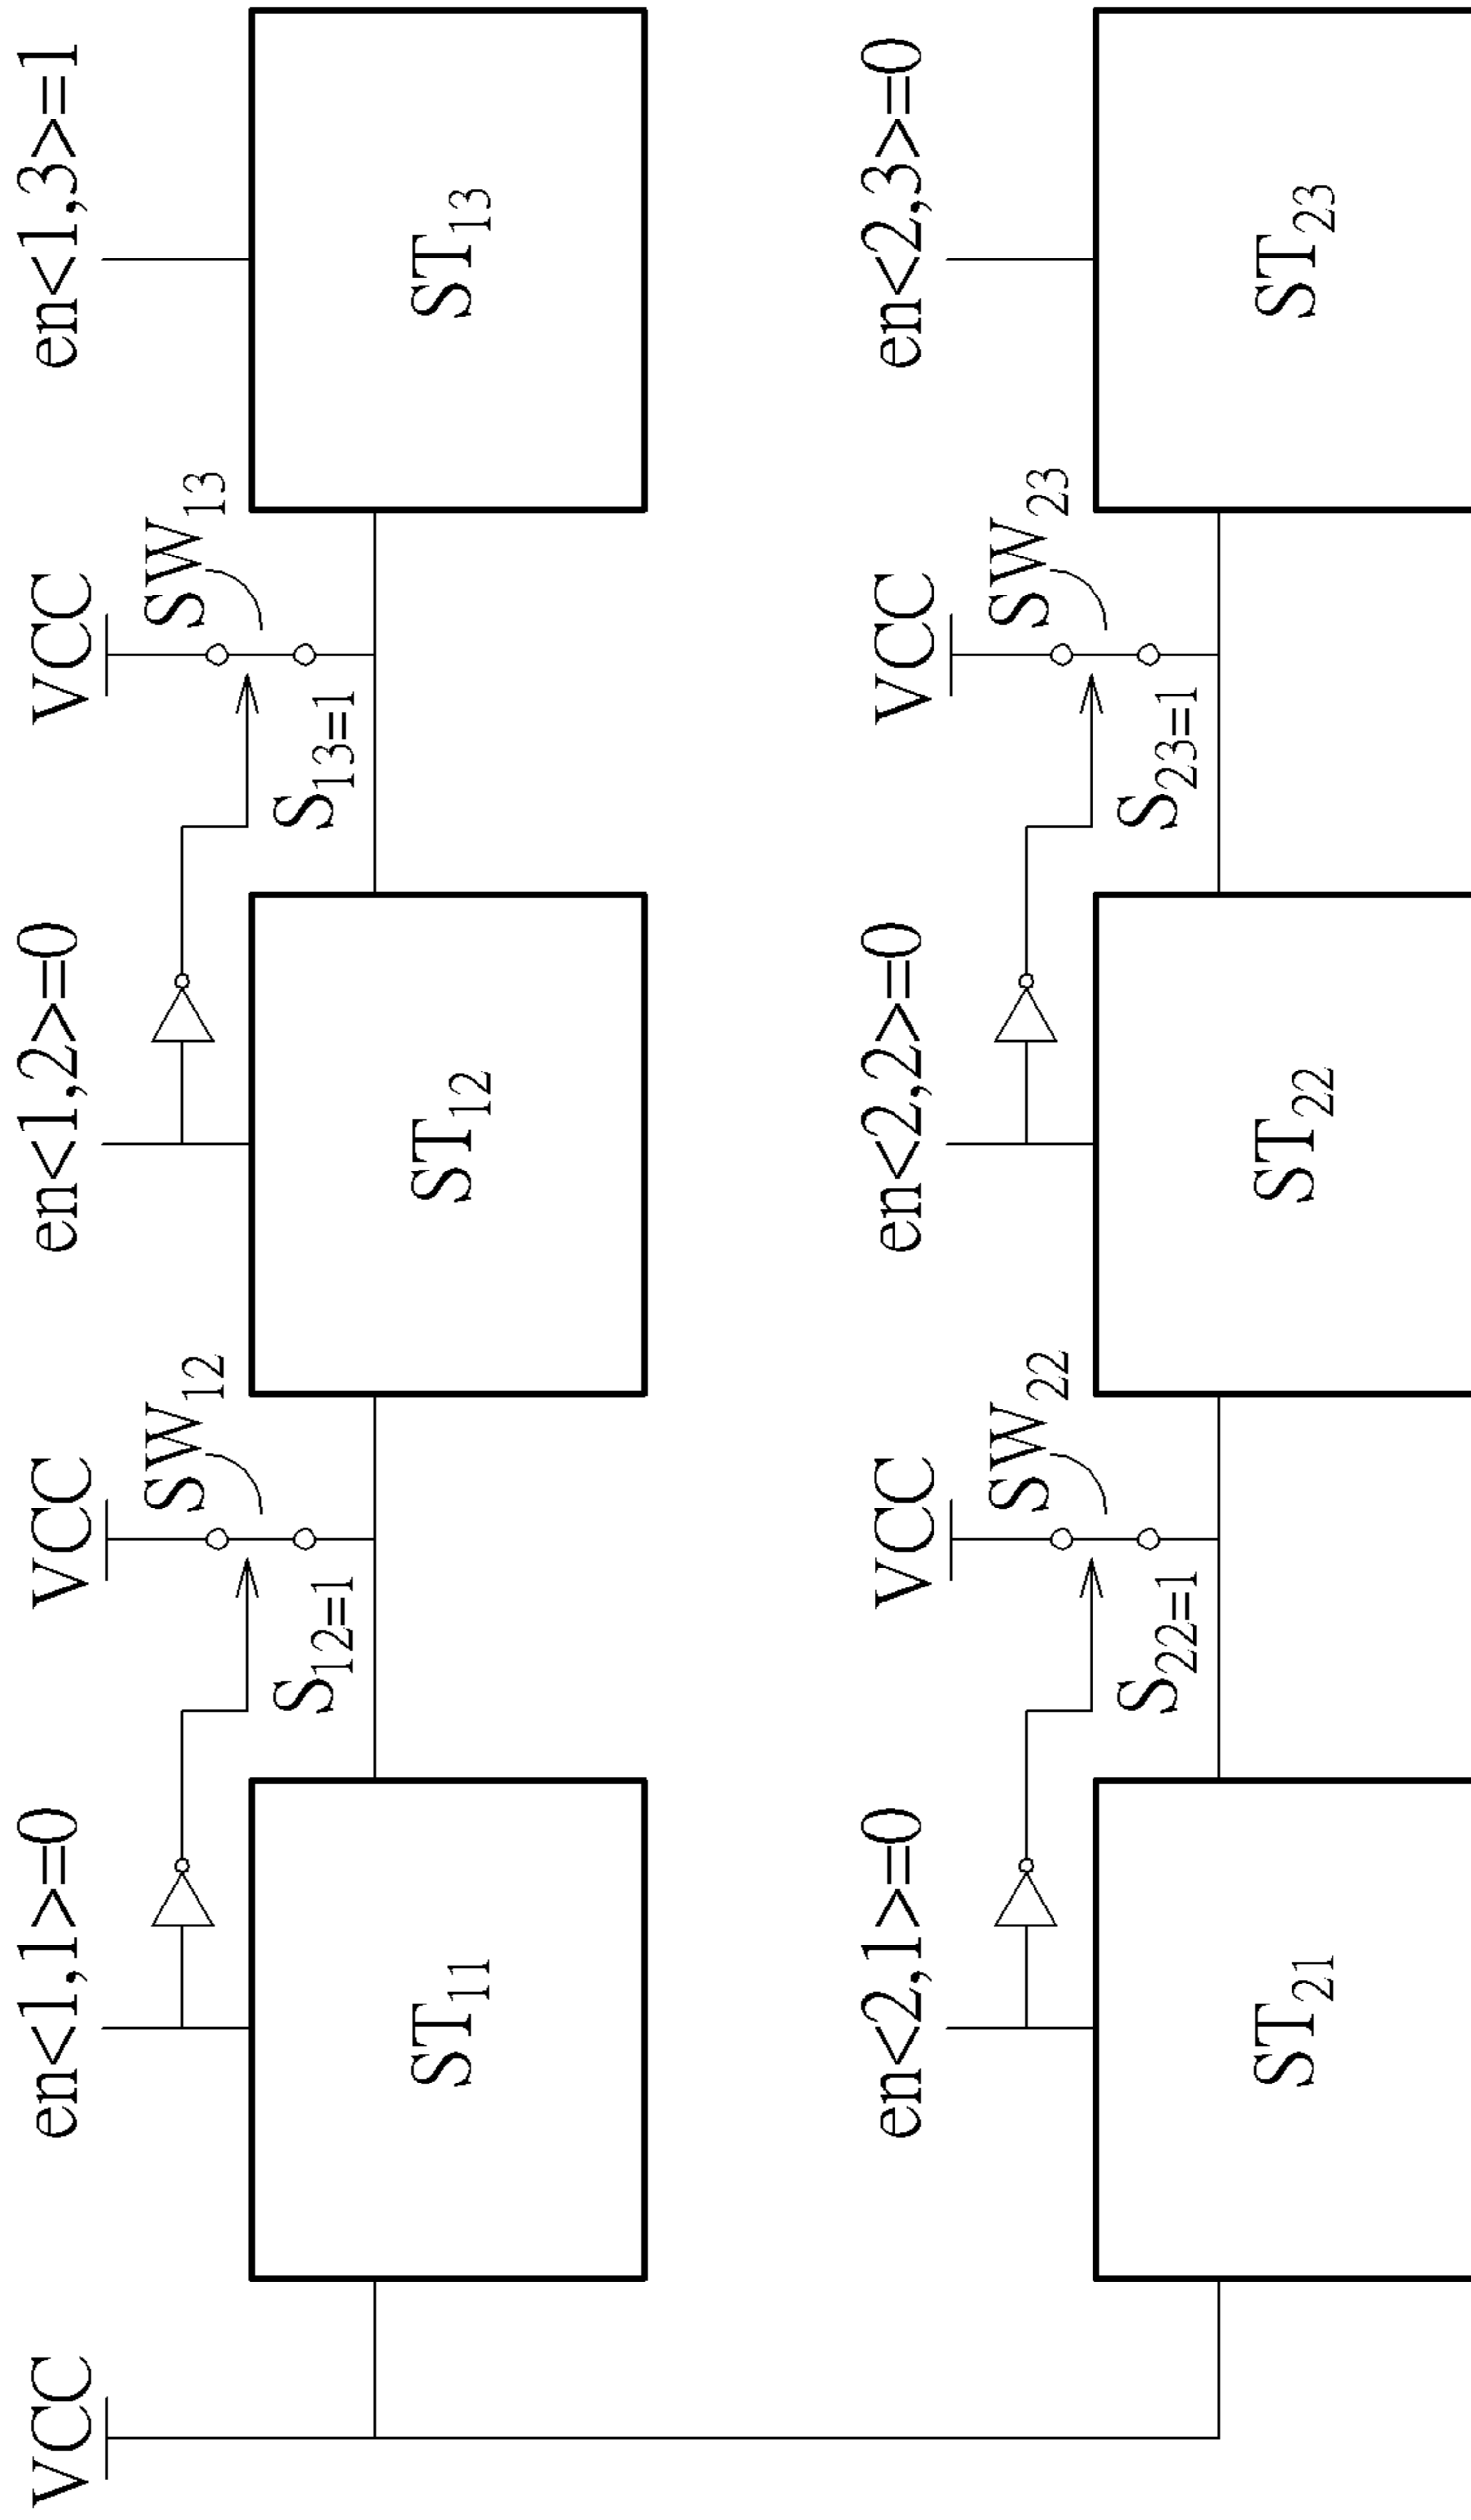 VCC
en<1,1>=0
VCC
SW12
en<1,2>=0
VCC
SW13
en<1,3>=1
S12=1
S13=1
ST11
ST12
ST13
en<2,1>=0
VCC
SW22
en<2,2>=0
VCC
SW23
en<2,3>=0
S22=1
S23=1
ST21
ST22
ST23